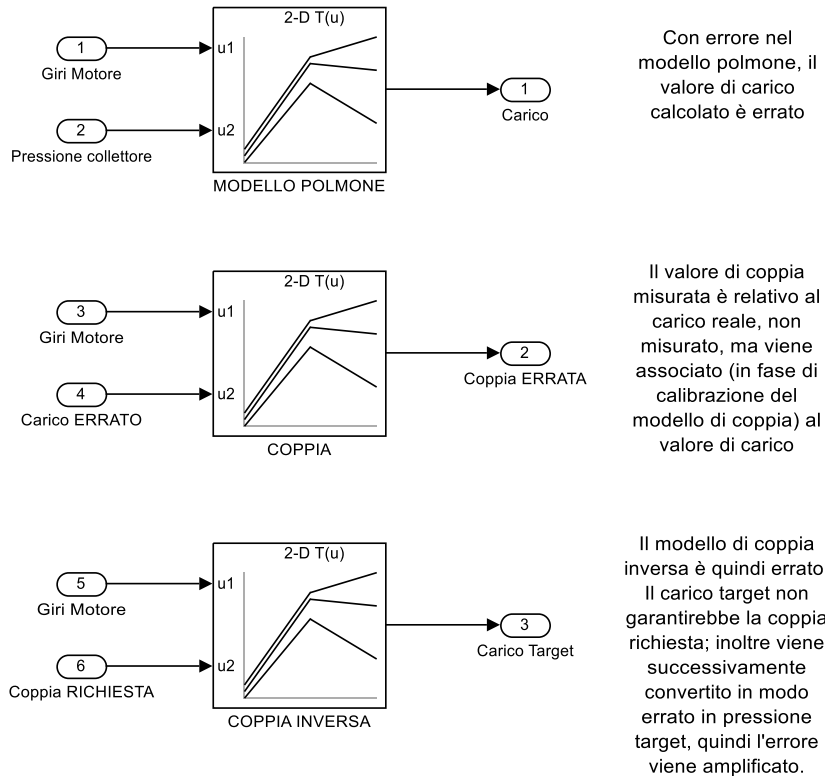 2-D T(u)
1
Giri Motore
u1
2
Pressione collettore
u2
1
Carico
MODELLO POLMONE
Con errore nel
modello polmone, il
valore di carico
calcolato è errato
2-D T(u)
3
Giri Motore
u1
4
Carico ERRATO
u2
2
Coppia ERRATA
COPPIA
Il valore di coppia
misurata è relativo al
carico reale, non
misurato, ma viene
associato (in fase di
calibrazione del
modello di coppia) al
valore di carico
2-D T(u)
5
Giri Motore
u1
6
Coppia RICHIESTA
u2
3
Carico Target
COPPIA INVERSA
Il modello di coppia
inversa è quindi errato
Il carico target non
garantirebbe la coppia
richiesta; inoltre viene
successivamente
convertito in modo
errato in pressione
target, quindi l'errore
viene amplificato.